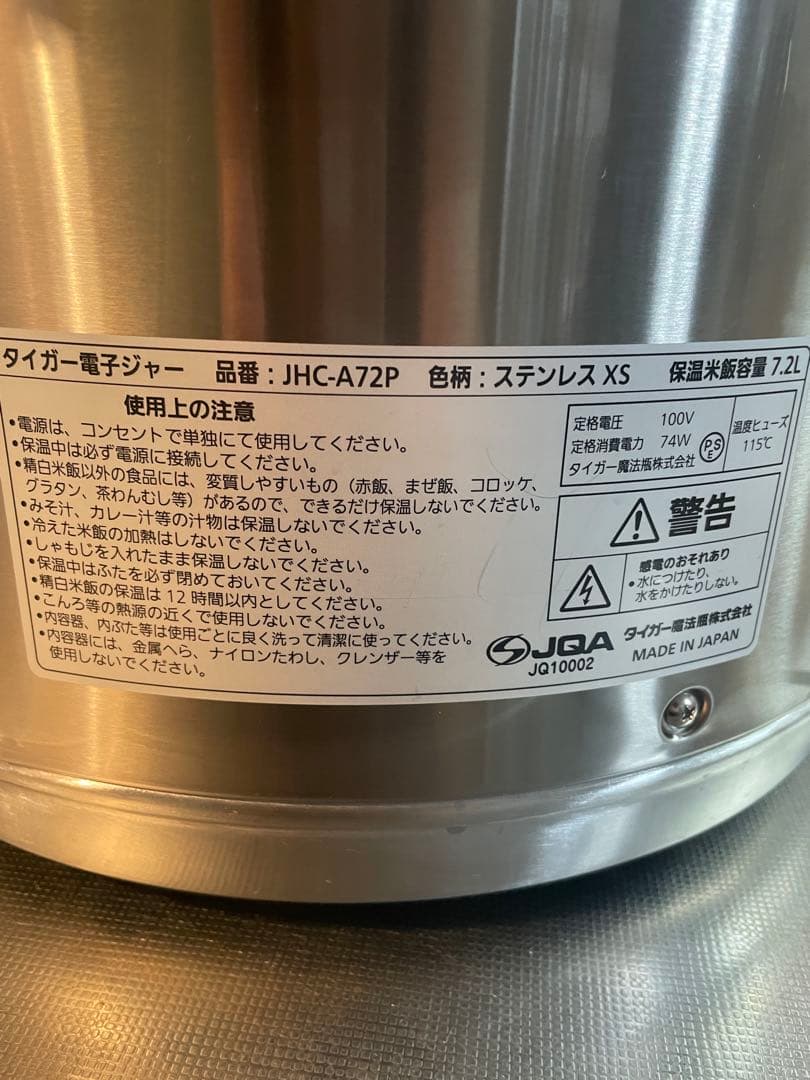 タイガー電子ジャー 品番:JHC-A72P 色柄:ステンレス XS 保温米飯容量 7.2L
使用上の注意
•電源は、コンセントで単独にて使用してください。
•保温中は必ず電源に接続してください。
•精白米飯以外の食品には、変質しやすいもの(赤飯、まぜ飯、コロッケ、
グラタン、茶わんむし等)があるので、できるだけ保温しないでください。
•みそ汁、カレー汁等の汁物は保温しないでください。
•冷えた米飯の加熱はしないでください。
•しゃもじを入れたまま保温しないでください。
•保温中はふたを必ず閉めておいてください。
•精白米飯の保温は12時間以内としてください。
•こんろ等の熱源の近くで使用しないでください。
•内容器、内ぶた等は使用ごとに良く洗って清潔に使ってください。
•内容器には、金属へら、ナイロンたわし、クレンザー等を
使用しないでください。
定格電圧 100V
定格消費電力 74W
タイガー魔法瓶株式会社
PSE
温度ヒューズ
115℃
警告
感電のおそれあり
•水につけたり、
水をかけたりしない。
JQA
JQ10002
タイガー魔法瓶株式会社
MADE IN JAPAN